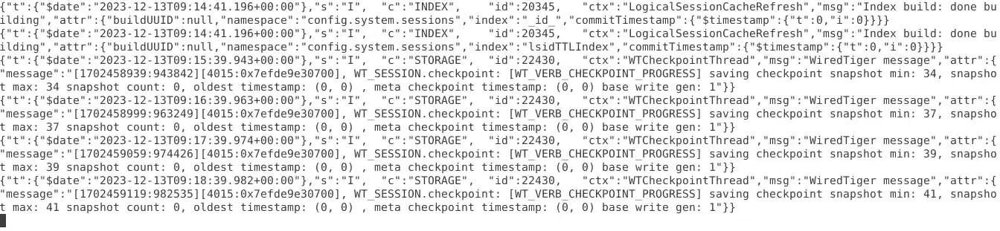 {"t":{"$date":"2023-12-13T09:14:41.196+00:00"},"s":"I",  "c":"INDEX",    "id":20345,   "ctx":"LogicalSessionCacheRefresh","msg":"Index build: done bu
ilding","attr":{"buildUUID":null,"namespace":"config.system.sessions","index":"_id_","commitTimestamp":{"$timestamp":{"t":0,"i":0}}}}
{"t":{"$date":"2023-12-13T09:14:41.196+00:00"},"s":"I",  "c":"INDEX",    "id":20345,   "ctx":"LogicalSessionCacheRefresh","msg":"Index build: done bu
ilding","attr":{"buildUUID":null,"namespace":"config.system.sessions","index":"lsidTTLIndex","commitTimestamp":{"$timestamp":{"t":0,"i":0}}}}
{"t":{"$date":"2023-12-13T09:15:39.943+00:00"},"s":"I",  "c":"STORAGE",  "id":22430,   "ctx":"WTCheckpointThread","msg":"WiredTiger message","attr":{
"message":"[1702458939:943842][4015:0x7efde9e30700], WT_SESSION.checkpoint: [WT_VERB_CHECKPOINT_PROGRESS] saving checkpoint snapshot min: 34, snapsho
t max: 34 snapshot count: 0, oldest timestamp: (0, 0) , meta checkpoint timestamp: (0, 0) base write gen: 1"}}
{"t":{"$date":"2023-12-13T09:16:39.963+00:00"},"s":"I",  "c":"STORAGE",  "id":22430,   "ctx":"WTCheckpointThread","msg":"WiredTiger message","attr":{
"message":"[1702458999:963249][4015:0x7efde9e30700], WT_SESSION.checkpoint: [WT_VERB_CHECKPOINT_PROGRESS] saving checkpoint snapshot min: 37, snapsho
t max: 37 snapshot count: 0, oldest timestamp: (0, 0) , meta checkpoint timestamp: (0, 0) base write gen: 1"}}
{"t":{"$date":"2023-12-13T09:17:39.974+00:00"},"s":"I",  "c":"STORAGE",  "id":22430,   "ctx":"WTCheckpointThread","msg":"WiredTiger message","attr":{
"message":"[1702459059:974426][4015:0x7efde9e30700], WT_SESSION.checkpoint: [WT_VERB_CHECKPOINT_PROGRESS] saving checkpoint snapshot min: 39, snapsho
t max: 39 snapshot count: 0, oldest timestamp: (0, 0) , meta checkpoint timestamp: (0, 0) base write gen: 1"}}
{"t":{"$date":"2023-12-13T09:18:39.982+00:00"},"s":"I",  "c":"STORAGE",  "id":22430,   "ctx":"WTCheckpointThread","msg":"WiredTiger message","attr":{
"message":"[1702459119:982535][4015:0x7efde9e30700], WT_SESSION.checkpoint: [WT_VERB_CHECKPOINT_PROGRESS] saving checkpoint snapshot min: 41, snapsho
t max: 41 snapshot count: 0, oldest timestamp: (0, 0) , meta checkpoint timestamp: (0, 0) base write gen: 1"}}